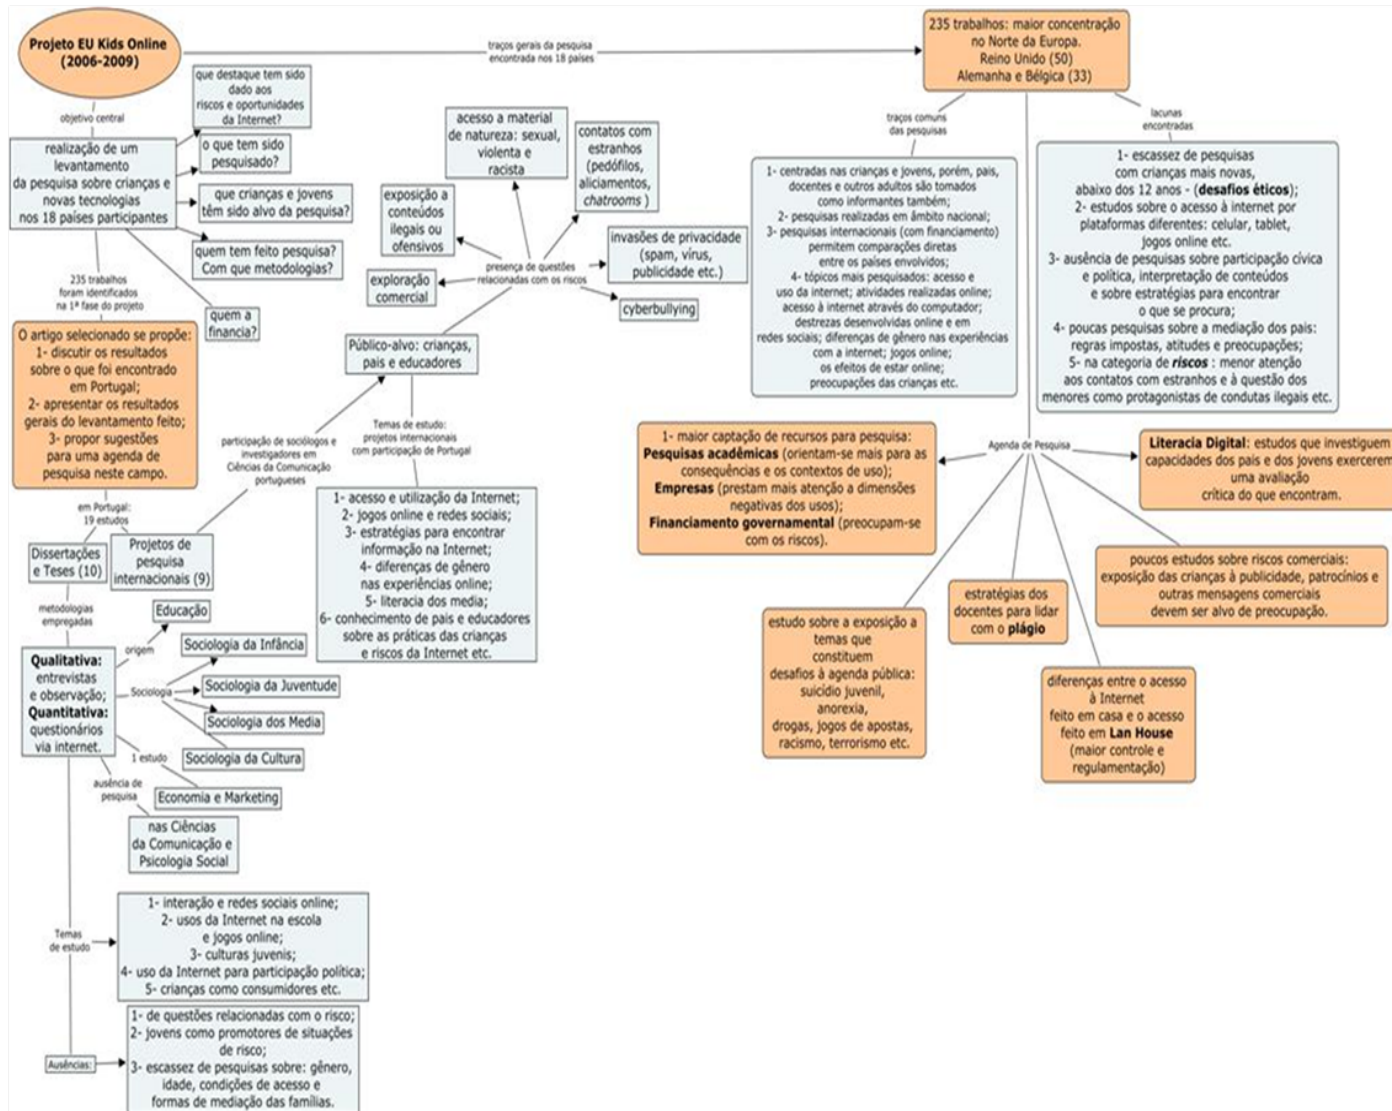 Projeto EU Kids Online
(2006-2009)
traços gerais da pesquisa
encontrada nos 18 países
235 trabalhos: maior concentração
no Norte da Europa.
Reino Unido (50)
Alemanha e Bélgica (33)
objetivo central
realização de um
levantamento
da pesquisa sobre crianças e
novas tecnologias
nos 18 países participantes
que destaque tem sido
dado aos
riscos e oportunidades
da Internet?
o que tem sido
pesquisado?
que crianças e jovens
têm sido alvo da pesquisa?
quem tem feito pesquisa?
Com que metodologias?
quem a
financia?
235 trabalhos
foram identificados
na 1ª fase do projeto
O artigo selecionado se propõe:
1- discutir os resultados
sobre o que foi encontrado
em Portugal;
2- apresentar os resultados
gerais do levantamento feito;
3- propor sugestões
para uma agenda de
pesquisa neste campo.
em Portugal:
19 estudos
Dissertações
e Teses (10)
Projetos de
pesquisa
internacionais (9)
participação de sociólogos e
investigadores em
Ciências da Comunicação
portugueses
Público-alvo: crianças,
pais e educadores
presença de questões
relacionadas com os riscos
exploração
comercial
exposição a
conteúdos
ilegais ou
ofensivos
acesso a material
de natureza: sexual,
violenta e
racista
contatos com
estranhos
(pedófilos,
aliciamentos,
chatrooms )
invasões de privacidade
(spam, vírus,
publicidade etc.)
cyberbullying
Temas de estudo:
projetos internacionais
com participação de Portugal
1- acesso e utilização da Internet;
2- jogos online e redes sociais;
3- estratégias para encontrar
informação na Internet;
4- diferenças de gênero
nas experiências online;
5- literacia dos media;
6- conhecimento de pais e educadores
sobre as práticas das crianças
e riscos da Internet etc.
metodologias
empregadas
Qualitativa:
entrevistas
e observação;
Quantitativa:
questionários
via internet.
origem
Educação
Sociologia
Sociologia da Infância
Sociologia da Juventude
Sociologia dos Media
Sociologia da Cultura
1 estudo
Economia e Marketing
ausência de
pesquisa
nas Ciências
da Comunicação e
Psicologia Social
Temas
de estudo
1- interação e redes sociais online;
2- usos da Internet na escola
e jogos online;
3- culturas juvenis;
4- uso da Internet para participação política;
5- crianças como consumidores etc.
Ausências:
1- de questões relacionadas com o risco;
2- jovens como promotores de situações
de risco;
3- escassez de pesquisas sobre: gênero,
idade, condições de acesso e
formas de mediação das famílias.
traços comuns
das pesquisas
1- centradas nas crianças e jovens, porém, pais,
docentes e outros adultos são tomados
como informantes também;
2- pesquisas realizadas em âmbito nacional;
3- pesquisas internacionais (com financiamento)
permitem comparações diretas
entre os países envolvidos;
4- tópicos mais pesquisados: acesso e
uso da internet; atividades realizadas online;
acesso à internet através do computador;
destrezas desenvolvidas online e em
redes sociais; diferenças de gênero nas experiências
com a internet; jogos online;
os efeitos de estar online;
preocupações das crianças etc.
lacunas
encontradas
1- escassez de pesquisas
com crianças mais novas,
abaixo dos 12 anos - (desafios éticos);
2- estudos sobre o acesso à internet por
plataformas diferentes: celular, tablet,
jogos online etc.
3- ausência de pesquisas sobre participação cívica
e política, interpretação de conteúdos
e sobre estratégias para encontrar
o que se procura;
4- poucas pesquisas sobre a mediação dos pais:
regras impostas, atitudes e preocupações;
5- na categoria de riscos : menor atenção
aos contatos com estranhos e à questão dos
menores como protagonistas de condutas ilegais etc.
Agenda de Pesquisa
1- maior captação de recursos para pesquisa:
Pesquisas acadêmicas (orientam-se mais para as
consequências e os contextos de uso);
Empresas (prestam mais atenção a dimensões
negativas dos usos);
Financiamento governamental (preocupam-se
com os riscos).
Literacia Digital: estudos que investiguem
capacidades dos pais e dos jovens exercerem
uma avaliação
crítica do que encontram.
poucos estudos sobre riscos comerciais:
exposição das crianças à publicidade, patrocínios e
outras mensagens comerciais
devem ser alvo de preocupação.
estratégias dos
docentes para lidar
com o plágio
estudo sobre a exposição a
temas que
constituem
desafios à agenda pública:
suicídio juvenil,
anorexia,
drogas, jogos de apostas,
racismo, terrorismo etc.
diferenças entre o acesso
à Internet
feito em casa e o acesso
feito em Lan House
(maior controle e
regulamentação)